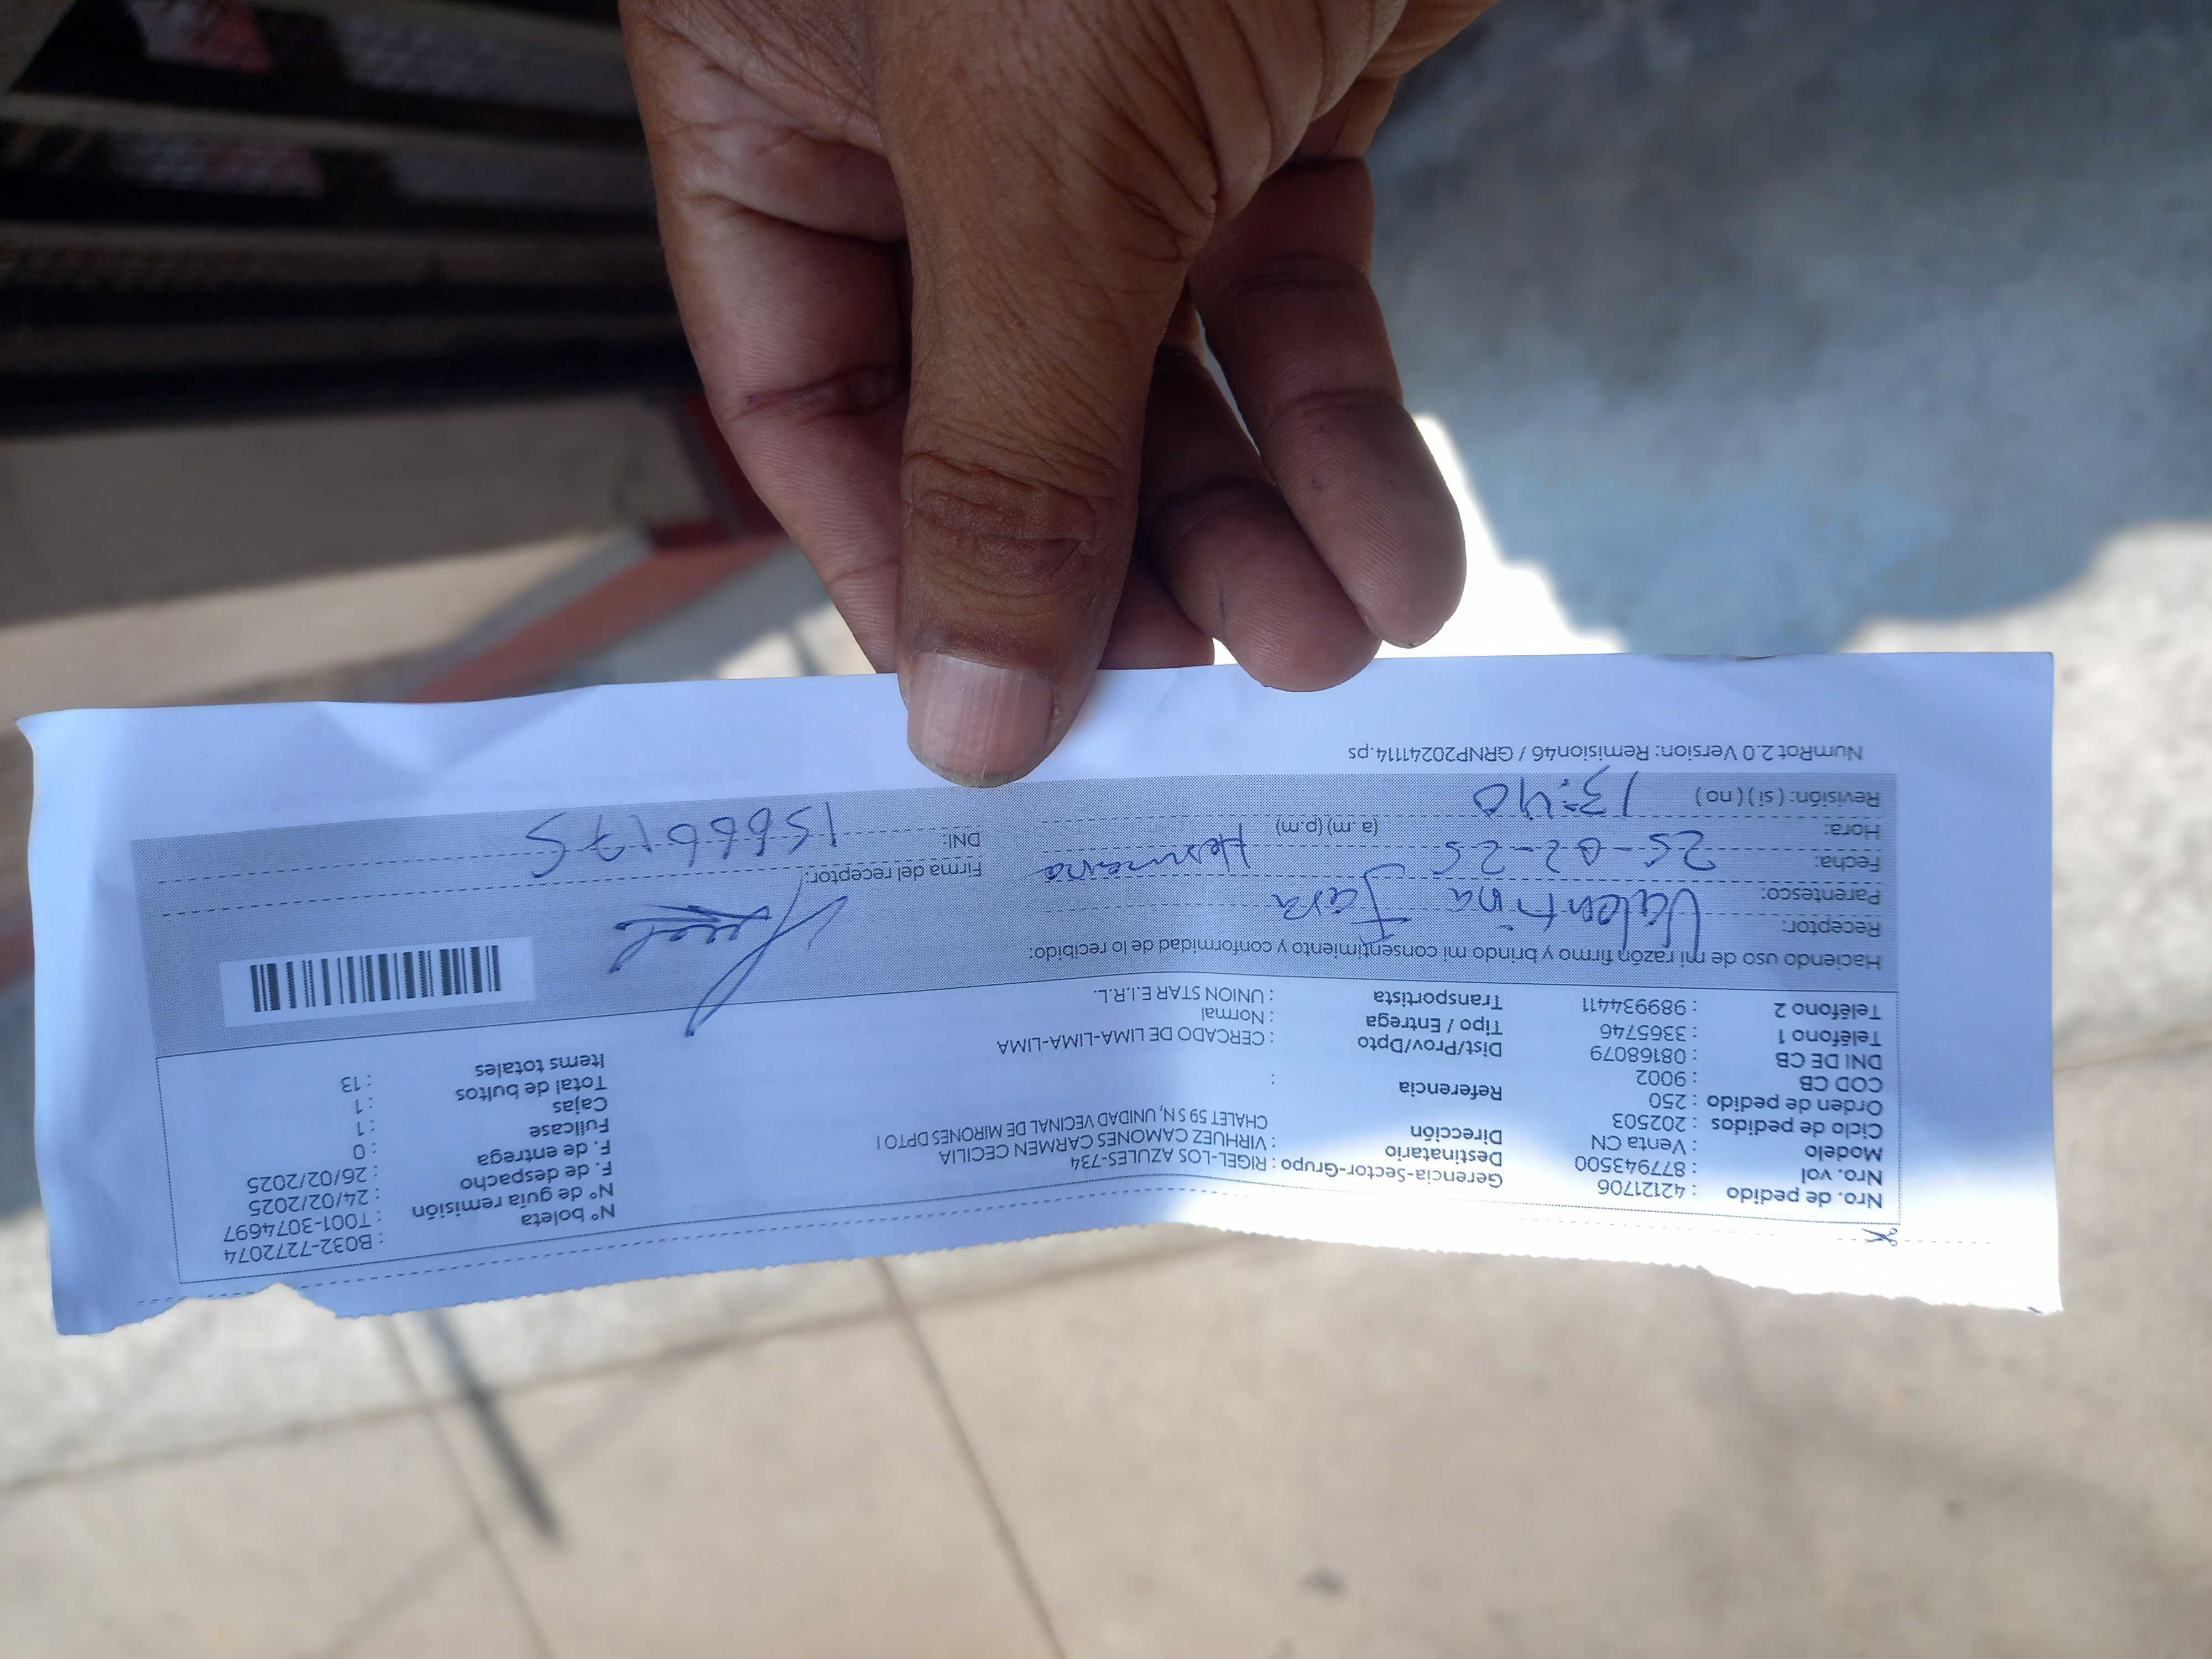 Nro. de pedido : 42121706
Nro. vol : 877943500
Modelo : Venta CN
Ciclo de pedidos : 202503
Orden de pedido : 250
COD CB : 9002
DNI DE CB : 08168079
Teléfono 1 : 3365746
Teléfono 2 : 989934411
Gerencia-Sector-Grupo : RIGEL-LOS AZULES-734
Destinatario : VIRHUEZ CAMONES CARMEN CECILIA
Dirección CHALET 59 S N, UNIDAD VECINAL DE MIRONES DPTO I
Referencia :
Dist/Prov/Dpto : CERCADO DE LIMA-LIMA-LIMA
Tipo / Entrega : Normal
Transportista : UNION STAR E.I.R.L.
N° boleta : B032-7272074
N° de guía remisión : T001-3074697
F. de despacho : 24/02/2025
F. de entrega : 26/02/2025
Fullcase : 0
Cajas : 1
Total de bultos : 1
Items totales : 13
Haciendo uso de mi razón firmo y brindo mi consentimiento y conformidad de lo recibido:
Receptor: Valentina Jara
Parentesco: Hermana
Fecha: 25-02-25
Hora: 13:40 (a.m) (p.m)
Revisión: ( si ) ( no )
Firma del receptor:
DNI: 15666175
NumRot 2.0 Version: Remision46 / GRNP20241114.ps